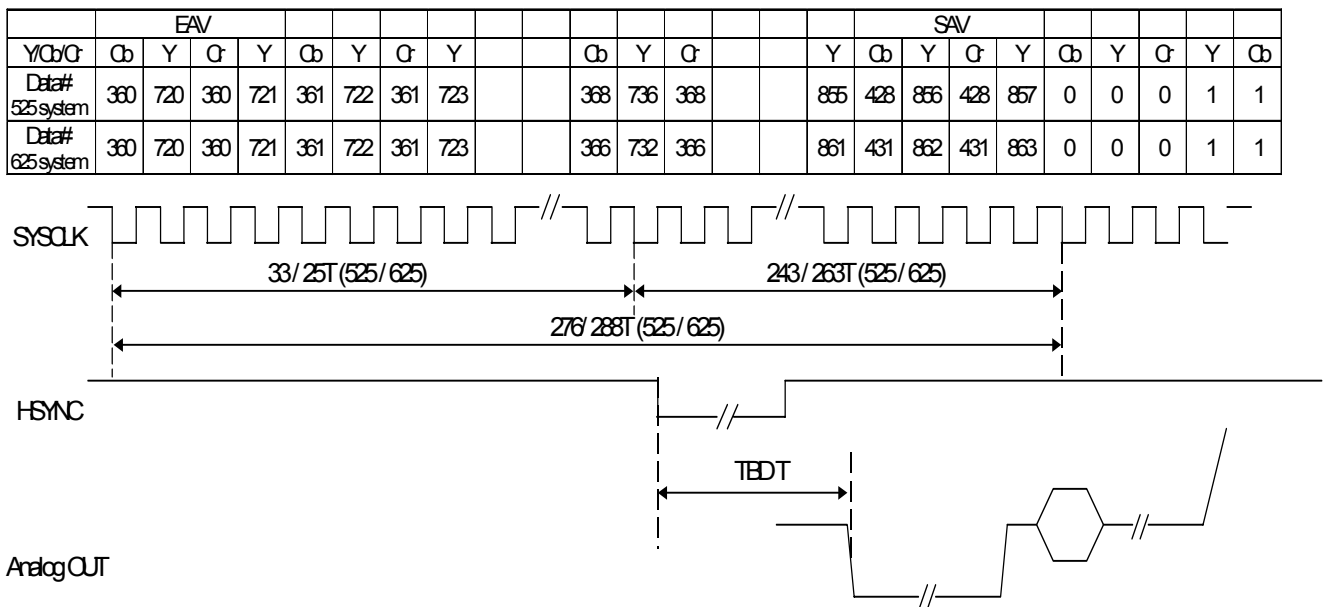 EAV SAV
Y/Cb/Cr Cb Y Cr Y Cb Y Cr Y Cb Y Cr Y Cb Y Cr Y Cb Y Cr Y Cb
Data# 525 system 360 720 360 721 361 722 361 723 368 736 368 855 428 856 428 857 0 0 0 1 1
Data# 625 system 360 720 360 721 361 722 361 723 366 732 366 861 431 862 431 863 0 0 0 1 1
SYSCLK
33 / 25T (525 / 625) 243 / 263T (525 / 625)
276/ 288T (525 / 625)
HSYNC
TBD T
Analog OUT